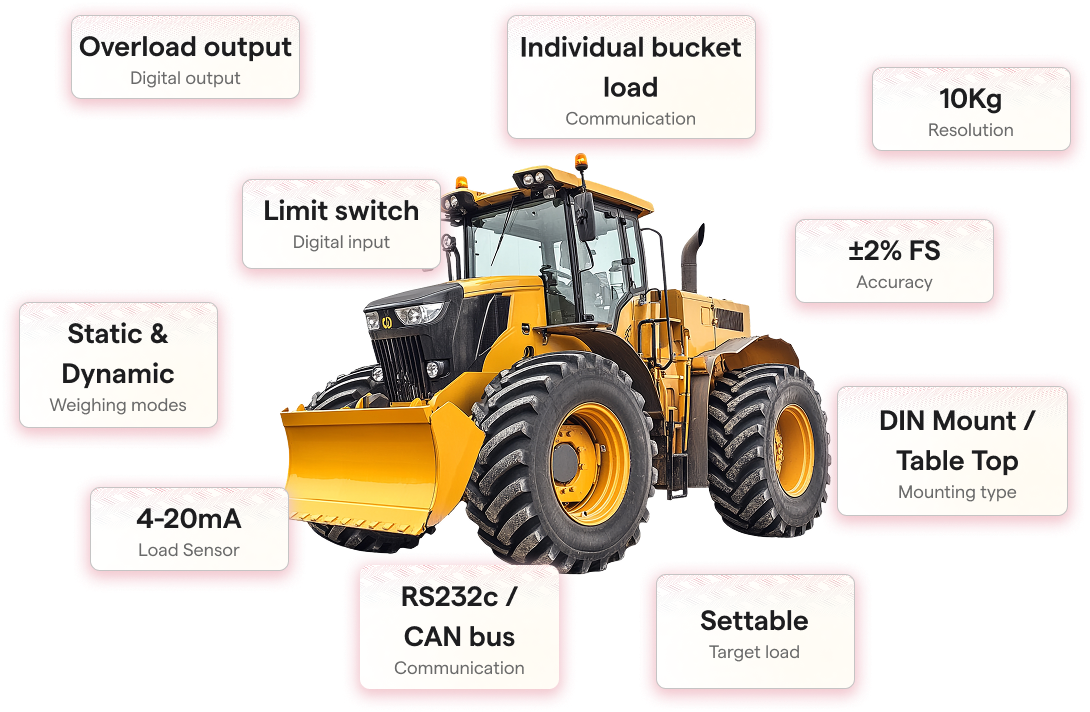 Overload output
Digital output
Individual bucket
load
Communication
10Kg
Resolution
Limit switch
Digital input
±2% FS
Accuracy
Static &
Dynamic
Weighing modes
DIN Mount /
Table Top
Mounting type
4-20mA
Load Sensor
RS232c /
CAN bus
Communication
Settable
Target load